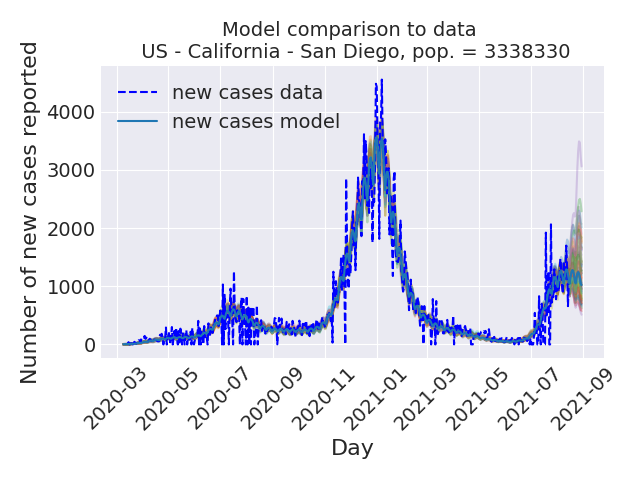 Model comparison to data
US - California - San Diego, pop. = 3338330
Number of new cases reported
4000
3000
2000
1000
0
new cases data
new cases model
2020-03
2020-05
2020-07
2020-09
2020-11
2021-01
2021-03
2021-05
2021-07
2021-09
Day